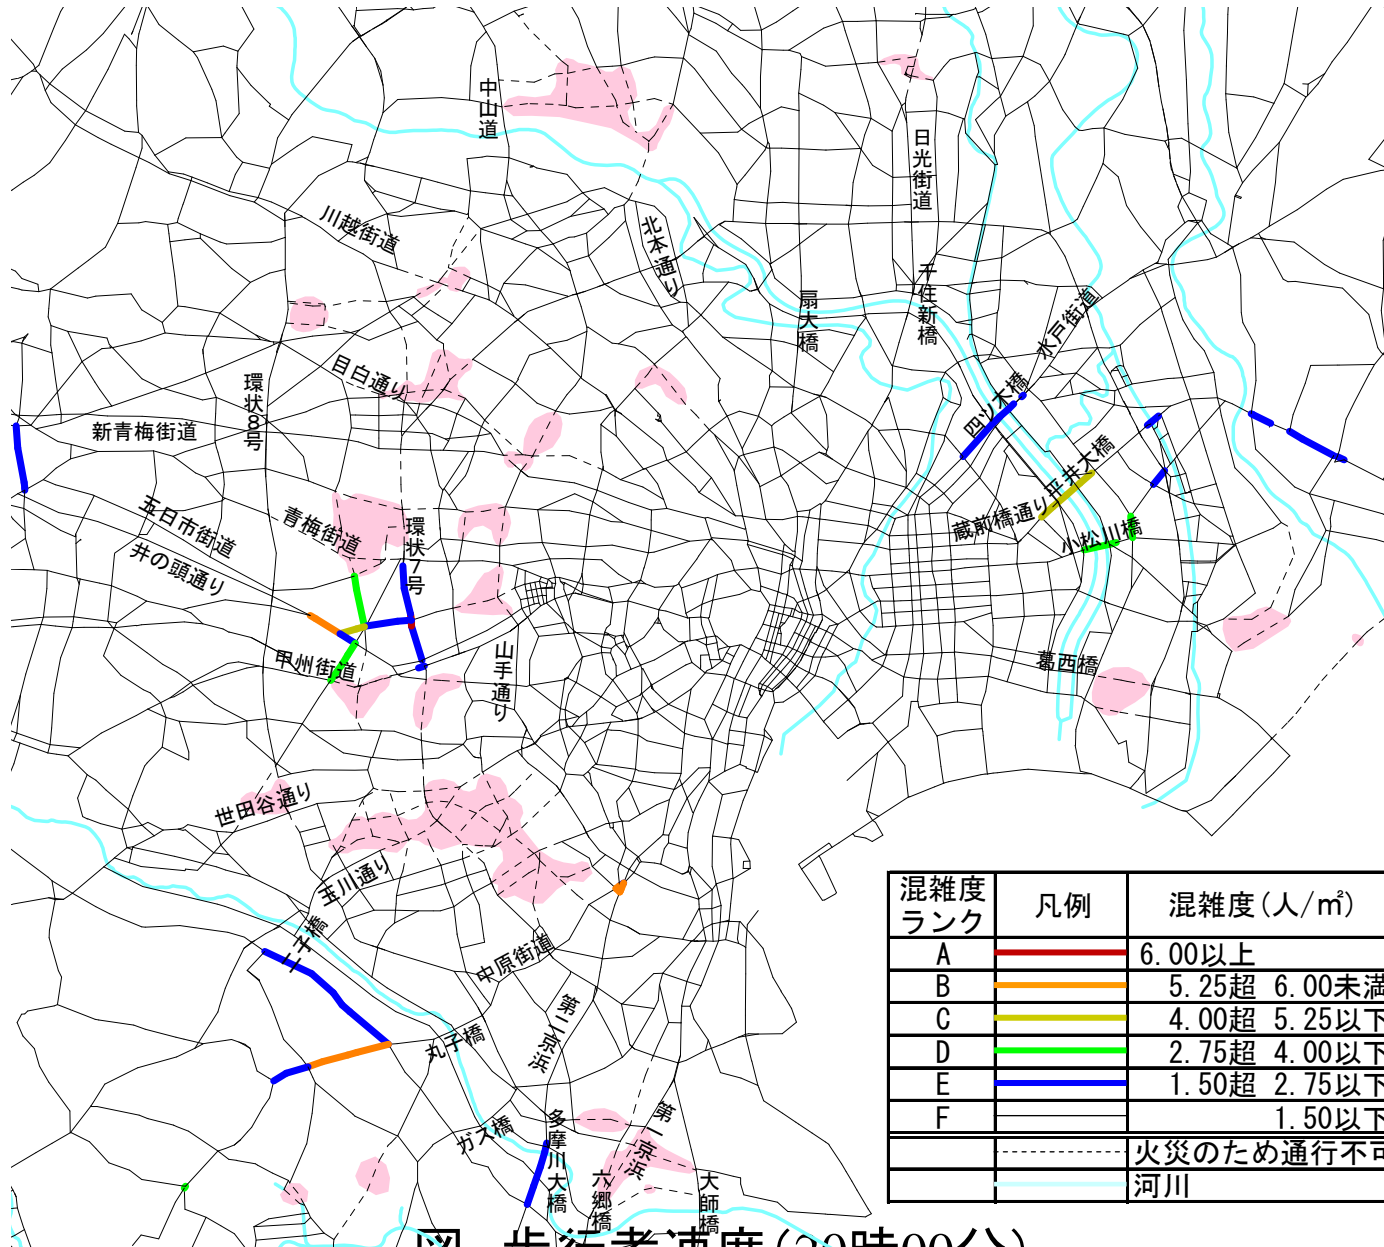 中山道
日光街道
川越街道
北本通り
千住新橋
扇大橋
水戸街道
目白通り
環状8号
四ツ木橋
新青梅街道
平井大橋
五日市街道
青梅街道
環状7号
蔵前橋通り
小松川橋
井の頭通り
甲州街道
山手通り
葛西橋
世田谷通り
玉川通り
二子橋
中原街道
第二京浜
丸子橋
ガス橋
多摩川大橋
第一京浜
六郷橋
大師橋
混雑度
ランク
凡例
混雑度(人/㎡)
A
6.00以上
B
5.25超 6.00未満
C
4.00超 5.25以下
D
2.75超 4.00以下
E
1.50超 2.75以下
F
1.50以下
火災のため通行不可
河川